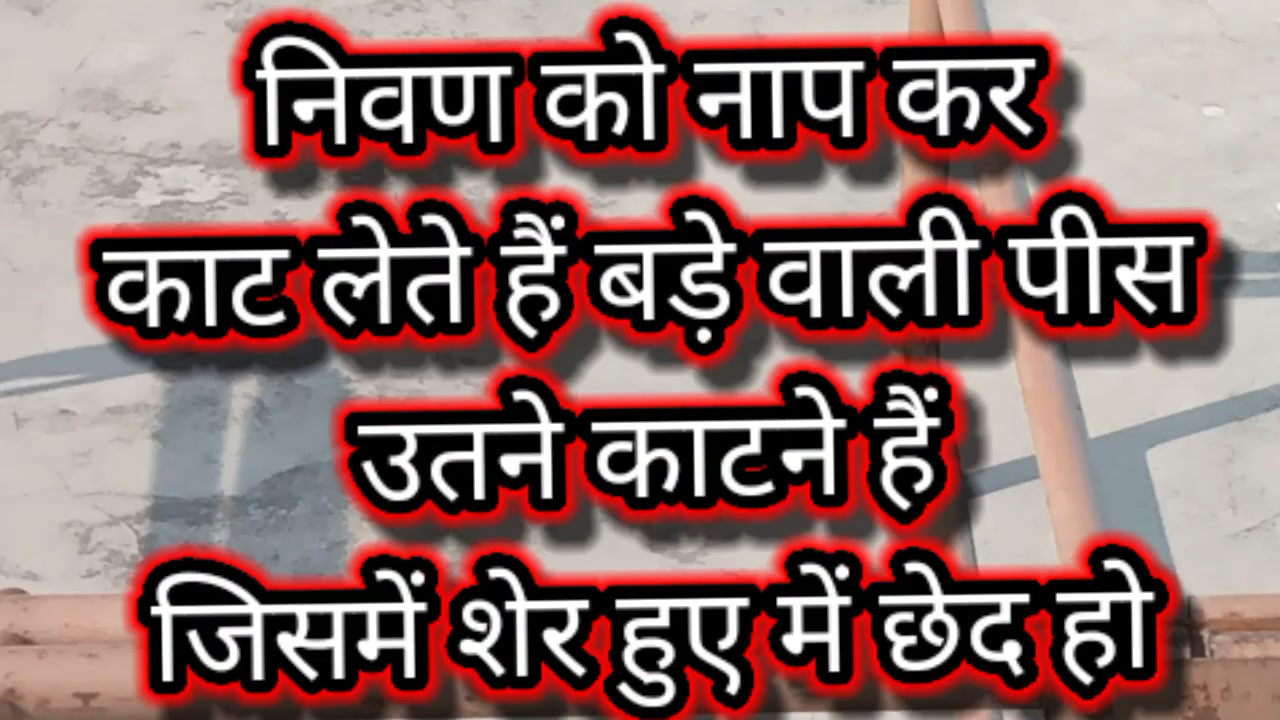 निवण को नाप कर
काट लेते हैं बड़े वाली पीस
उतने काटने हैं
जिसमें शेर हुए में छेद हो